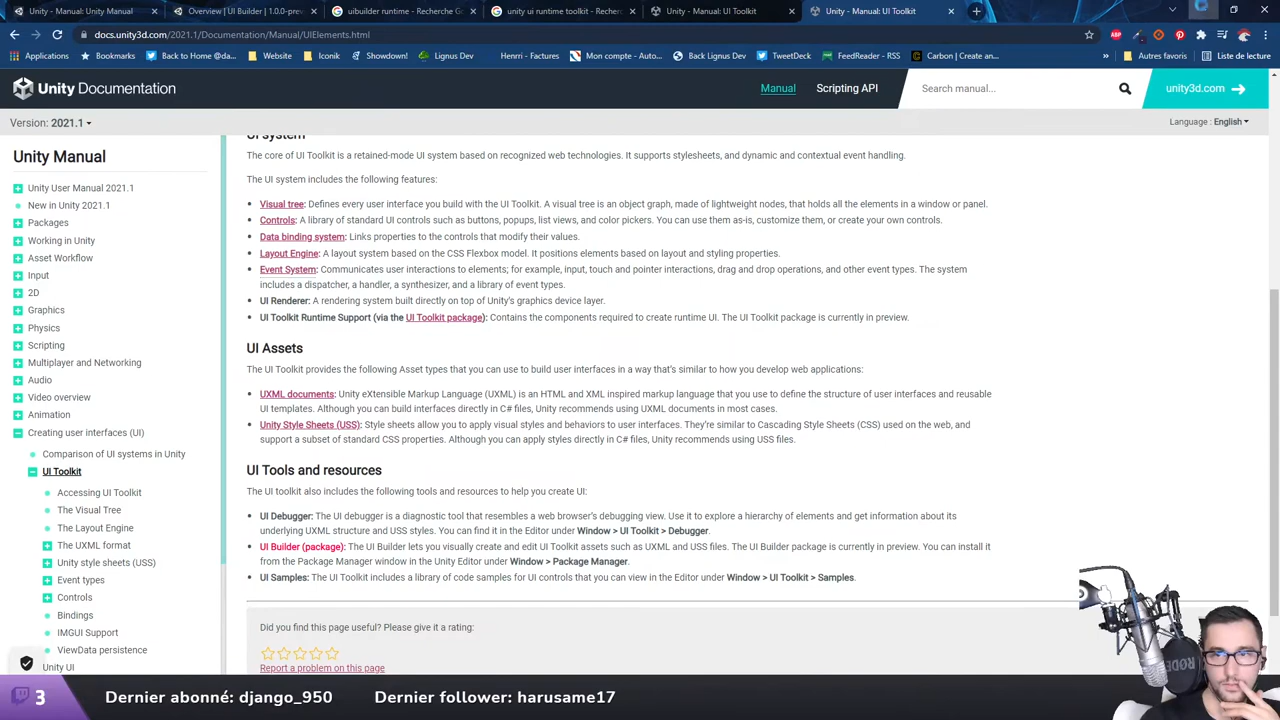 Unity - Manual: UI Toolkit
Overview | UI Builder | 1.0.0-prev
uibuilder runtime - Recherche Go
unity ui runtime toolkit - Recher
Unity - Manual: UI Toolkit
Unity - Manual: UI Toolkit
docs.unity3d.com/2021.1/Documentation/Manual/UIElements.html
Applications
Bookmarks
Back to Home @da...
Website
Iconik
Showdown!
Lignus Dev
Henri - Factures
Mon compte - Auto...
Back Lignus Dev
TweetDeck
FeedReader - RSS
Carbon | Create an...
»
Autres favoris
Liste de lecture
Unity Documentation
Manual
Scripting API
Search manual...
unity3d.com
Version: 2021.1
Language : English
Unity Manual
Unity User Manual 2021.1
New in Unity 2021.1
Packages
Working in Unity
Asset Workflow
Input
2D
Graphics
Physics
Scripting
Multiplayer and Networking
Audio
Video overview
Animation
Creating user interfaces (UI)
Comparison of UI systems in Unity
UI Toolkit
Accessing UI Toolkit
The Visual Tree
The Layout Engine
The UXML format
Unity style sheets (USS)
Event types
Controls
Bindings
IMGUI Support
ViewData persistence
Unity UI
UI system
The core of UI Toolkit is a retained-mode UI system based on recognized web technologies. It supports stylesheets, and dynamic and contextual event handling.
The UI system includes the following features:
Visual tree: Defines every user interface you build with the UI Toolkit. A visual tree is an object graph, made of lightweight nodes, that holds all the elements in a window or panel.
Controls: A library of standard UI controls such as buttons, popups, list views, and color pickers. You can use them as-is, customize them, or create your own controls.
Data binding system: Links properties to the controls that modify their values.
Layout Engine: A layout system based on the CSS Flexbox model. It positions elements based on layout and styling properties.
Event System: Communicates user interactions to elements; for example, input, touch and pointer interactions, drag and drop operations, and other event types. The system
includes a dispatcher, a handler, a synthesizer, and a library of event types.
UI Renderer: A rendering system built directly on top of Unity's graphics device layer.
UI Toolkit Runtime Support (via the UI Toolkit package): Contains the components required to create runtime UI. The UI Toolkit package is currently in preview.
UI Assets
The UI Toolkit provides the following Asset types that you can use to build user interfaces in a way that's similar to how you develop web applications:
UXML documents: Unity eXtensible Markup Language (UXML) is an HTML and XML inspired markup language that you use to define the structure of user interfaces and reusable
UI templates. Although you can build interfaces directly in C# files, Unity recommends using UXML documents in most cases.
Unity Style Sheets (USS): Style sheets allow you to apply visual styles and behaviors to user interfaces. They're similar to Cascading Style Sheets (CSS) used on the web, and
support a subset of standard CSS properties. Although you can apply styles directly in C# files, Unity recommends using USS files.
UI Tools and resources
The UI toolkit also includes the following tools and resources to help you create UI:
UI Debugger: The UI debugger is a diagnostic tool that resembles a web browser's debugging view. Use it to explore a hierarchy of elements and get information about its
underlying UXML structure and USS styles. You can find it in the Editor under Window > UI Toolkit > Debugger.
UI Builder (package): The UI Builder lets you visually create and edit UI Toolkit assets such as UXML and USS files. The UI Builder package is currently in preview. You can install it
from the Package Manager window in the Unity Editor under Window > Package Manager.
UI Samples: The UI Toolkit includes a library of code samples for UI controls that you can view in the Editor under Window > UI Toolkit > Samples.
Did you find this page useful? Please give it a rating:
Report a problem on this page
RODE
3
Dernier abonné: django_950
Dernier follower: harusame17